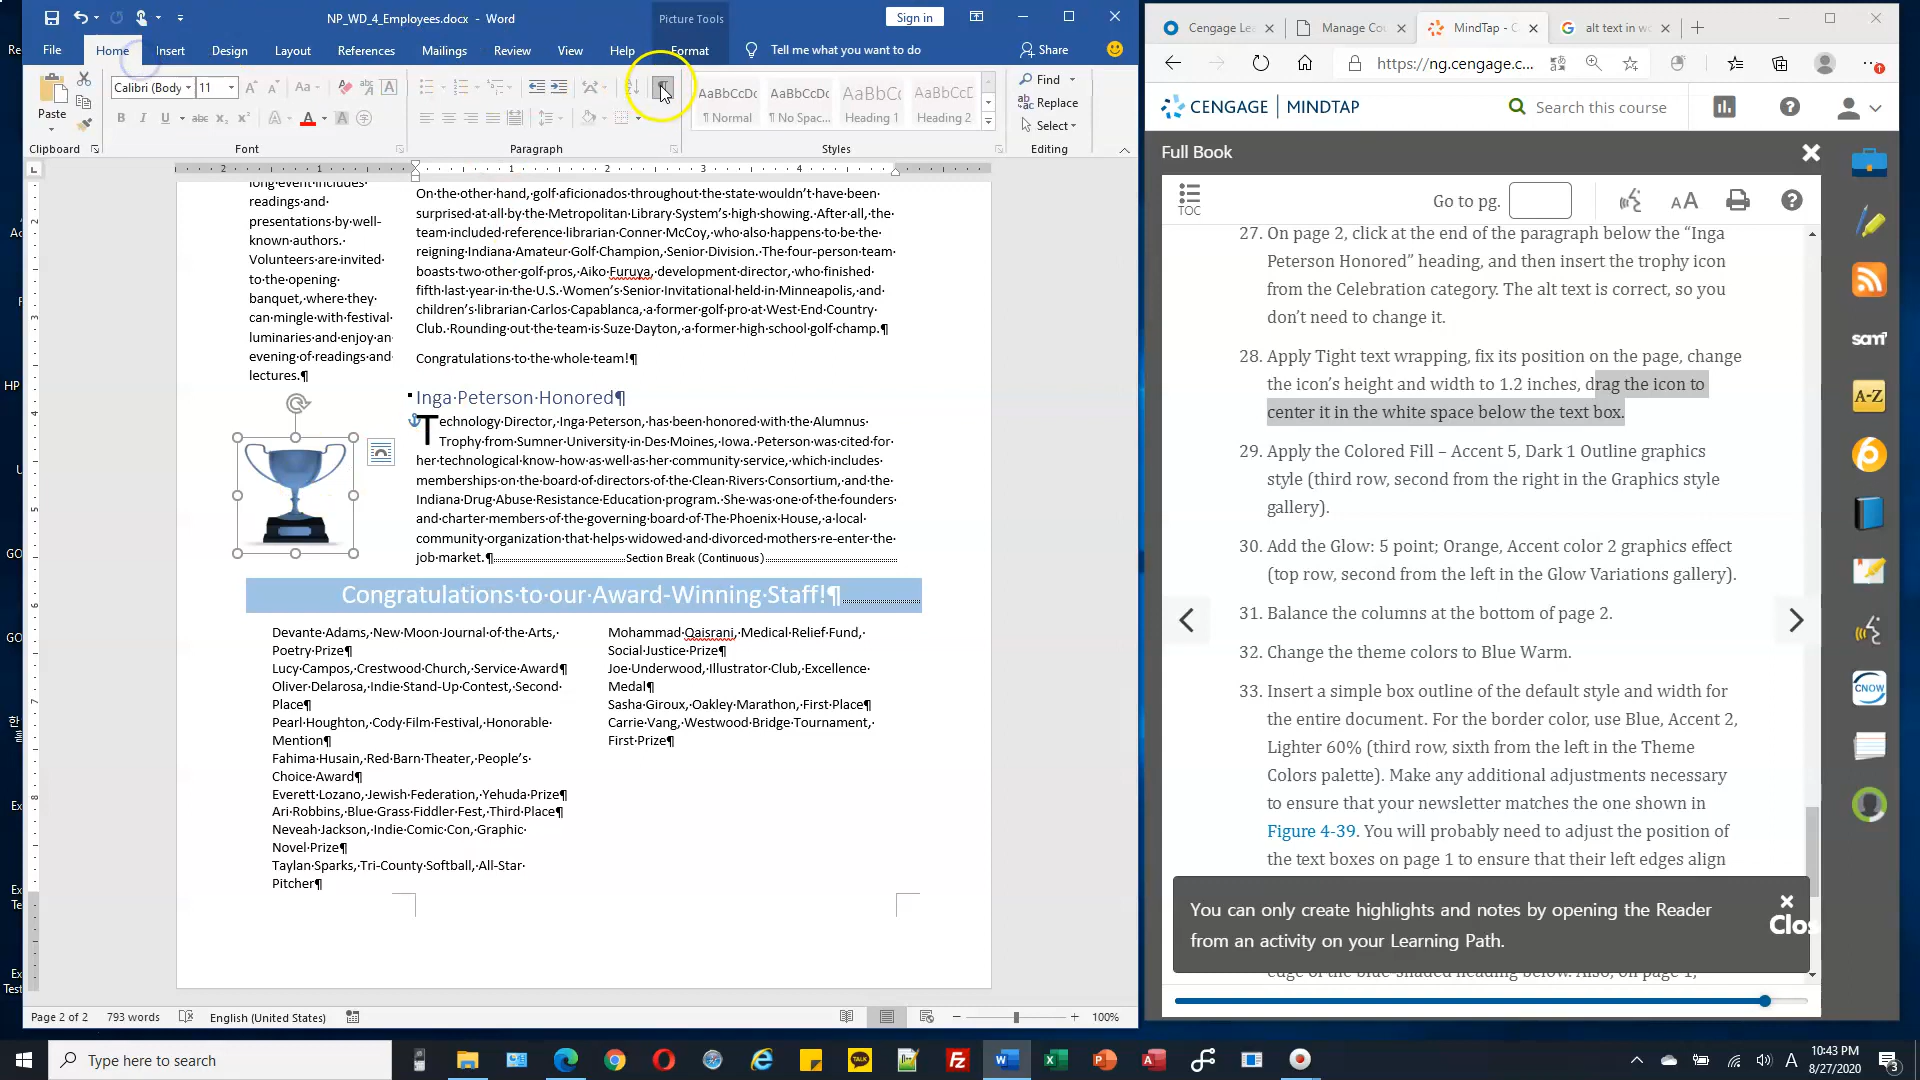 NP_WD_4_Employees.docx - Word
Picture Tools
Sign in
File
Home
Insert
Design
Layout
References
Mailings
Review
View
Help
Format
Tell me what you want to do
Share
Paste
Calibri (Body
11
AaBbCcDc
AaBbCcDc
AaBbCc
AaBbCcD
¶ Normal
¶ No Spac...
Heading 1
Heading 2
Find
Replace
Select
Clipboard
Font
Paragraph
Styles
Editing
long·event·includes·
readings·and·
presentations·by·well-
known·authors.·
Volunteers·are·invited·
to·the·opening·
banquet,·where·they·
can·mingle·with·festival·
luminaries·and·enjoy·an·
evening·of·readings·and·
lectures.¶
On·the·other·hand,·golf·aficionados·throughout·the·state·wouldn't·have·been·
surprised·at·all·by·the·Metropolitan·Library·System's·high·showing.·After·all,·the·
team·included·reference·librarian·Conner·McCoy,·who·also·happens·to·be·the·
reigning·Indiana·Amateur·Golf·Champion,·Senior·Division.·The·four-person·team·
boasts·two·other·golf·pros,·Aiko·Furuya,·development·director,·who·finished·
fifth·last·year·in·the·U.S.·Women's·Senior·Invitational·held·in·Minneapolis,·and·
children's·librarian·Carlos·Capablanca,·a·former·golf·pro·at·West·End·Country·
Club.·Rounding·out·the·team·is·Suze·Dayton,·a·former·high·school·golf·champ.¶
Congratulations·to·the·whole·team!¶
Inga·Peterson·Honored¶
Technology·Director,·Inga·Peterson,·has·been·honored·with·the·Alumnus·
Trophy·from·Sumner·University·in·Des·Moines,·Iowa.·Peterson·was·cited·for·
her·technological·know-how·as·well·as·her·community·service,·which·includes·
memberships·on·the·board·of·directors·of·the·Clean·Rivers·Consortium,·and·the·
Indiana·Drug·Abuse·Resistance·Education·program.·She·was·one·of·the·founders·
and·charter·members·of·the·governing·board·of·The·Phoenix·House,·a·local·
community·organization·that·helps·widowed·and·divorced·mothers·re-enter·the·
job·market.¶ Section Break (Continuous)
Congratulations·to·our·Award-Winning·Staff!¶
Devante·Adams,·New·Moon·Journal·of·the·Arts,·
Poetry·Prize¶
Lucy·Campos,·Crestwood·Church,·Service·Award¶
Oliver·Delarosa,·Indie·Stand-Up·Contest,·Second·
Place¶
Pearl·Houghton,·Cody·Film·Festival,·Honorable·
Mention¶
Fahima·Husain,·Red·Barn·Theater,·People's·
Choice·Award¶
Everett·Lozano,·Jewish·Federation,·Yehuda·Prize¶
Ari·Robbins,·Blue·Grass·Fiddler·Fest,·Third·Place¶
Neveah·Jackson,·Indie·Comic·Con,·Graphic·
Novel·Prize¶
Taylan·Sparks,·Tri-County·Softball,·All-Star·
Pitcher¶
Mohammad·Qaisrani,·Medical·Relief·Fund,·
Social·Justice·Prize¶
Joe·Underwood,·Illustrator·Club,·Excellence·
Medal¶
Sasha·Giroux,·Oakley·Marathon,·First·Place¶
Carrie·Vang,·Westwood·Bridge·Tournament,·
First·Prize¶
Page 2 of 2
793 words
English (United States)
100%
Cengage Le
Manage Cou
MindTap - C
alt text in wo
https://ng.cengage.c...
CENGAGE | MINDTAP
Search this course
Full Book
TOC
Go to pg.
AA
27. On page 2, click at the end of the paragraph below the “Inga
Peterson Honored” heading, and then insert the trophy icon
from the Celebration category. The alt text is correct, so you
don’t need to change it.
28. Apply Tight text wrapping, fix its position on the page, change
the icon’s height and width to 1.2 inches, drag the icon to
center it in the white space below the text box.
29. Apply the Colored Fill – Accent 5, Dark 1 Outline graphics
style (third row, second from the right in the Graphics style
gallery).
30. Add the Glow: 5 point; Orange, Accent color 2 graphics effect
(top row, second from the left in the Glow Variations gallery).
31. Balance the columns at the bottom of page 2.
32. Change the theme colors to Blue Warm.
33. Insert a simple box outline of the default style and width for
the entire document. For the border color, use Blue, Accent 2,
Lighter 60% (third row, sixth from the left in the Theme
Colors palette). Make any additional adjustments necessary
to ensure that your newsletter matches the one shown in
Figure 4-39. You will probably need to adjust the position of
the text boxes on page 1 to ensure that their left edges align
You can only create highlights and notes by opening the Reader
from an activity on your Learning Path.
Clos
edge of the blue-shaded heading below. Also, on page 1,
sam
A-Z
CNOW
Type here to search
10:43 PM
8/27/2020